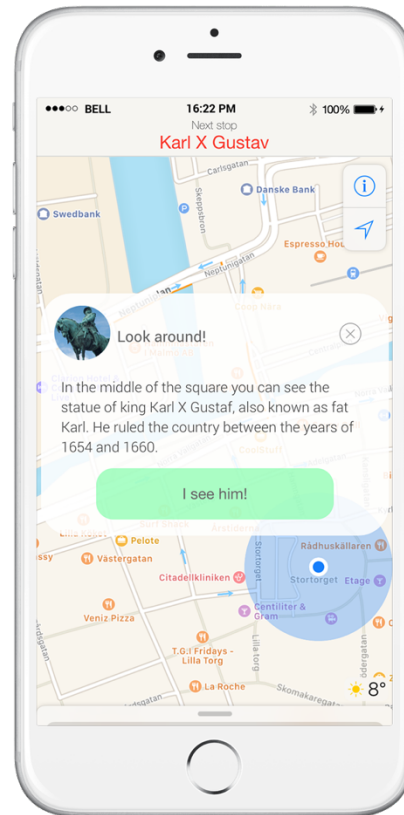 BELL
16:22 PM
100%
Next stop
Karl X Gustav
Carlsgatan
Skeppsbron
Danske Bank
Swedbank
Espresso Hou
Neptunigatan
Neptunigatan
Look around!
In the middle of the square you can see the
statue of king Karl X Gustaf, also known as fat
Karl. He ruled the country between the years of
1654 and 1660.
I see him!
Pelote
Västergatan
Rådhuskällaren
Stortorget
Stortorget
Etage
Citadellkliniken
Centiliter &
Gram
Veniz Pizza
Lilla torg
T.G.I Fridays -
Lilla Torg
La Roche
Skomakaregatan
8°